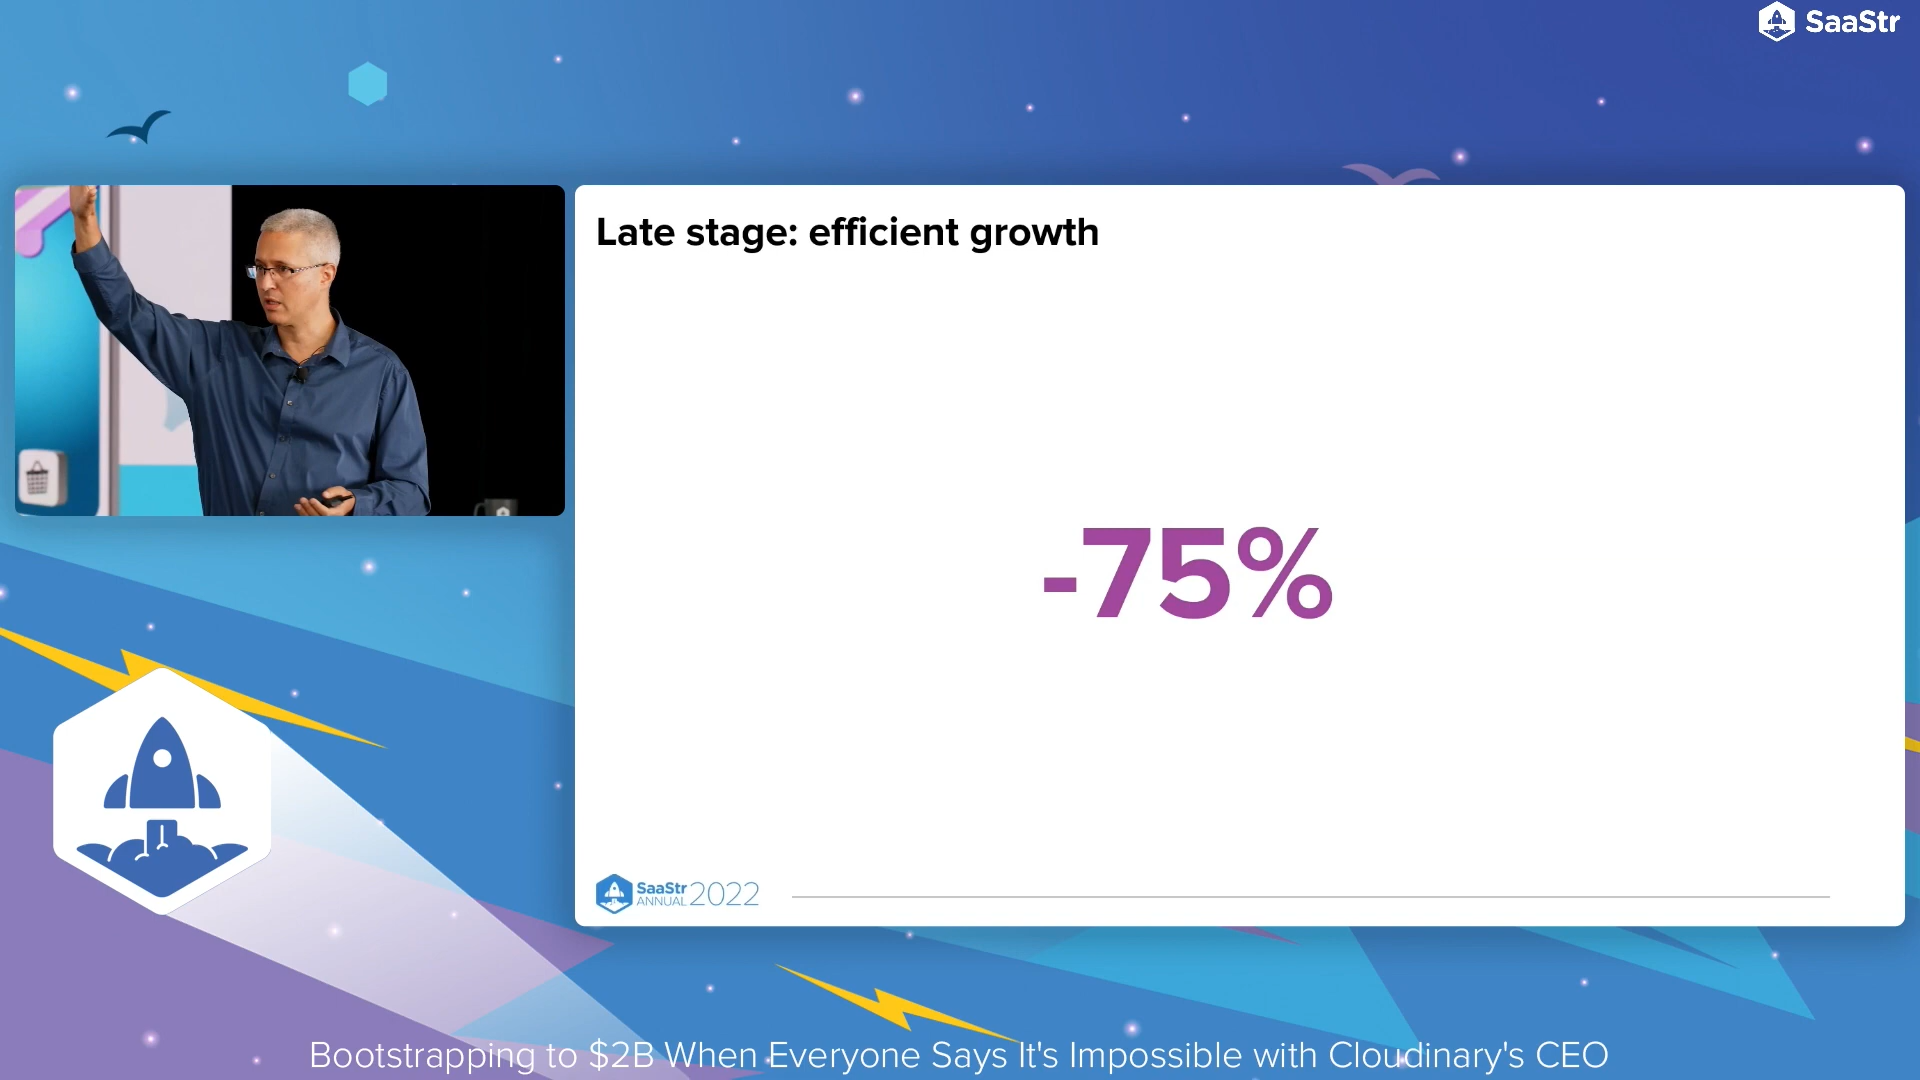 SaaStr
Late stage: efficient growth
-75%
SaaStr
ANNUAL 2022
Bootstrapping to $2B When Everyone Says It's Impossible with Cloudinary's CEO